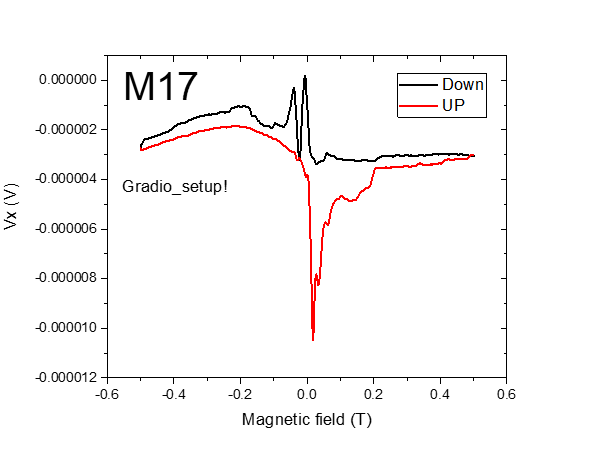 M17
Down
UP
Gradio_setup!
0.000000
-0.000002
-0.000004
-0.000006
-0.000008
-0.000010
-0.000012
Vx (V)
-0.6 -0.4 -0.2 0.0 0.2 0.4 0.6
Magnetic field (T)